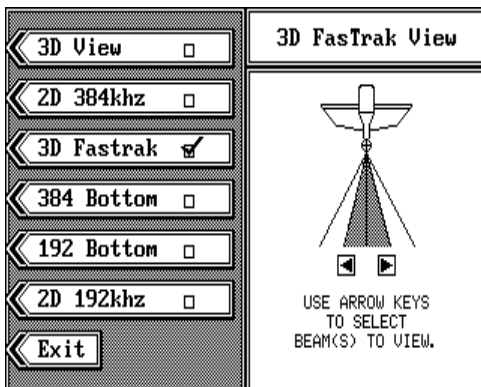 3D View
2D 384khz
3D Fastrak
384 Bottom
192 Bottom
2D 192khz
Exit
3D FasTrak View
USE ARROW KEYS
TO SELECT
BEAM(S) TO VIEW.